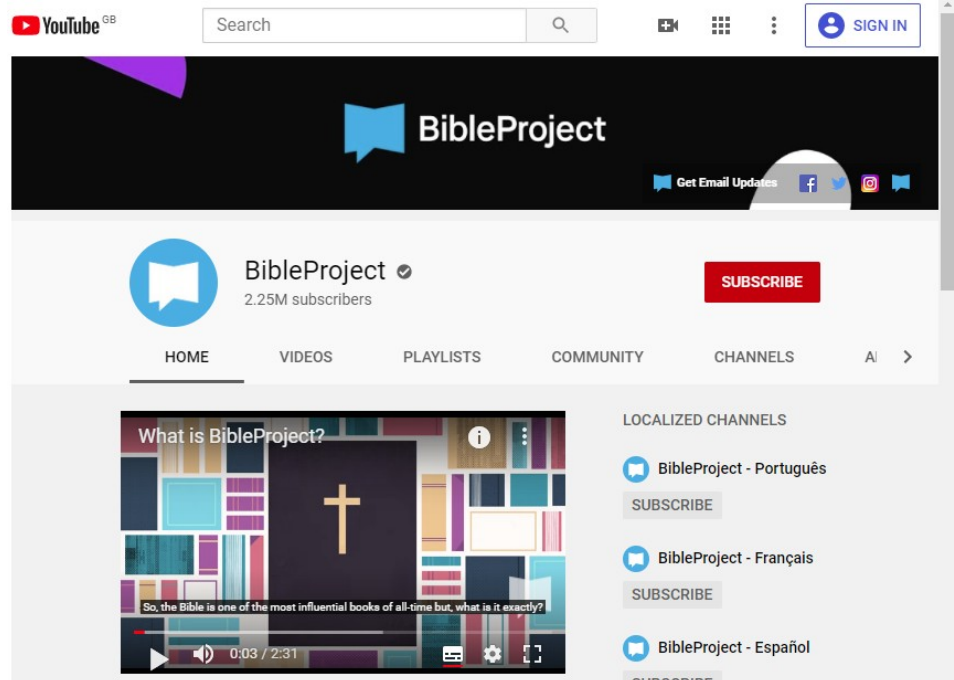 YouTube GB
Search
SIGN IN
BibleProject
Get Email Updates
BibleProject
2.25M subscribers
SUBSCRIBE
HOME VIDEOS PLAYLISTS COMMUNITY CHANNELS
What is BibleProject?
So, the Bible is one of the most influential books of all-time but, what is it exactly?
0:03 / 2:31
LOCALIZED CHANNELS
BibleProject - Português
SUBSCRIBE
BibleProject - Français
SUBSCRIBE
BibleProject - Español
SUBSCRIBE